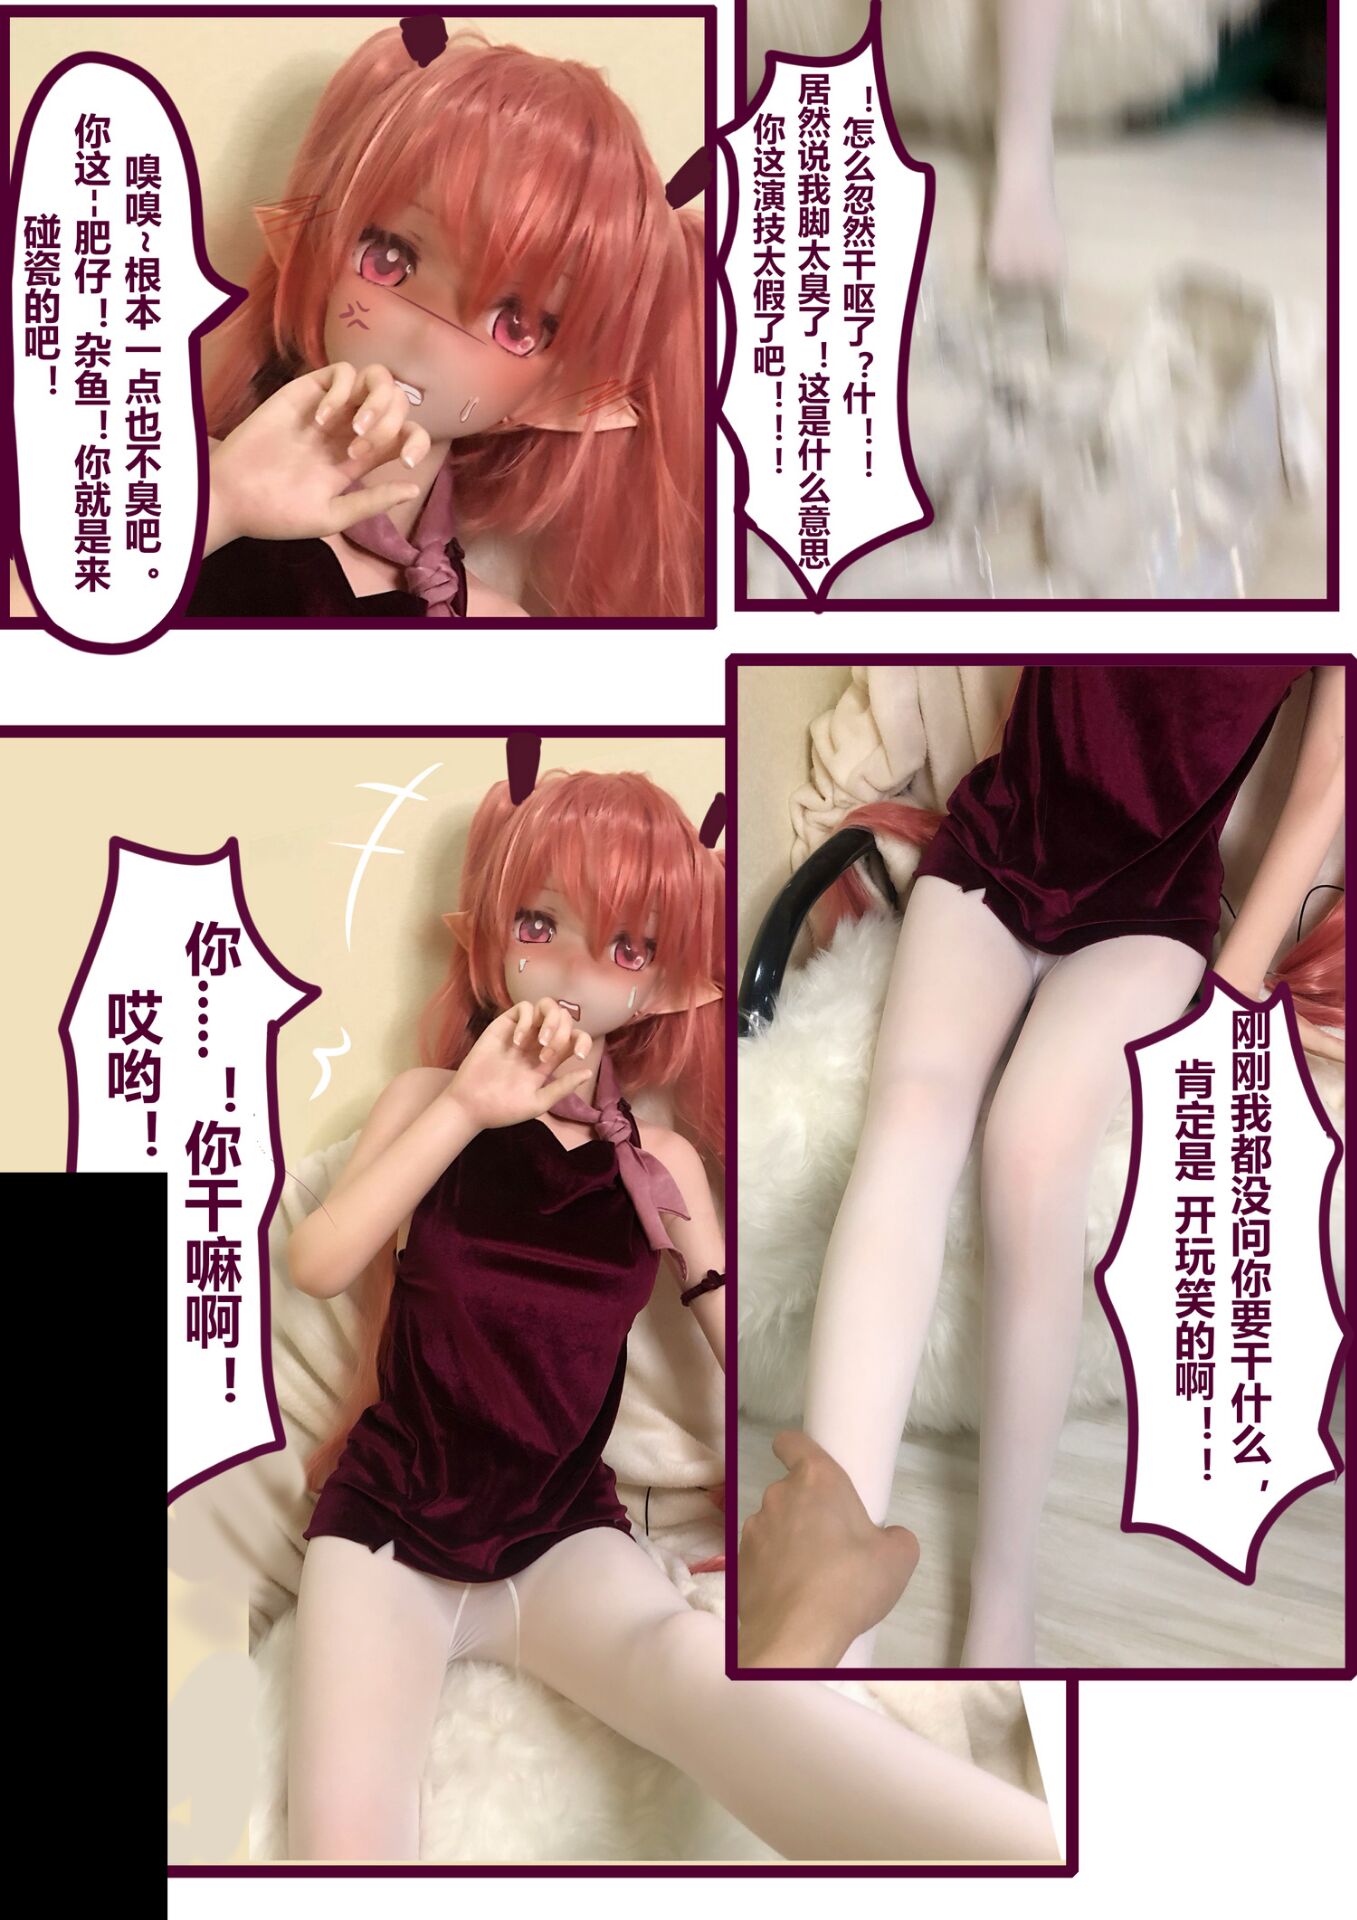 ！怎么忽然干呕了？什！！
居然说我脚太臭了！这是什么意思
你这演技太假了吧！！！！
嗅嗅~根本一点也不臭吧。
你这--肥仔！杂鱼！你就是来
碰瓷的吧！
刚刚我都没问你要干什么，
肯定是 开玩笑的啊！！！
你……！你干嘛啊！
哎哟！